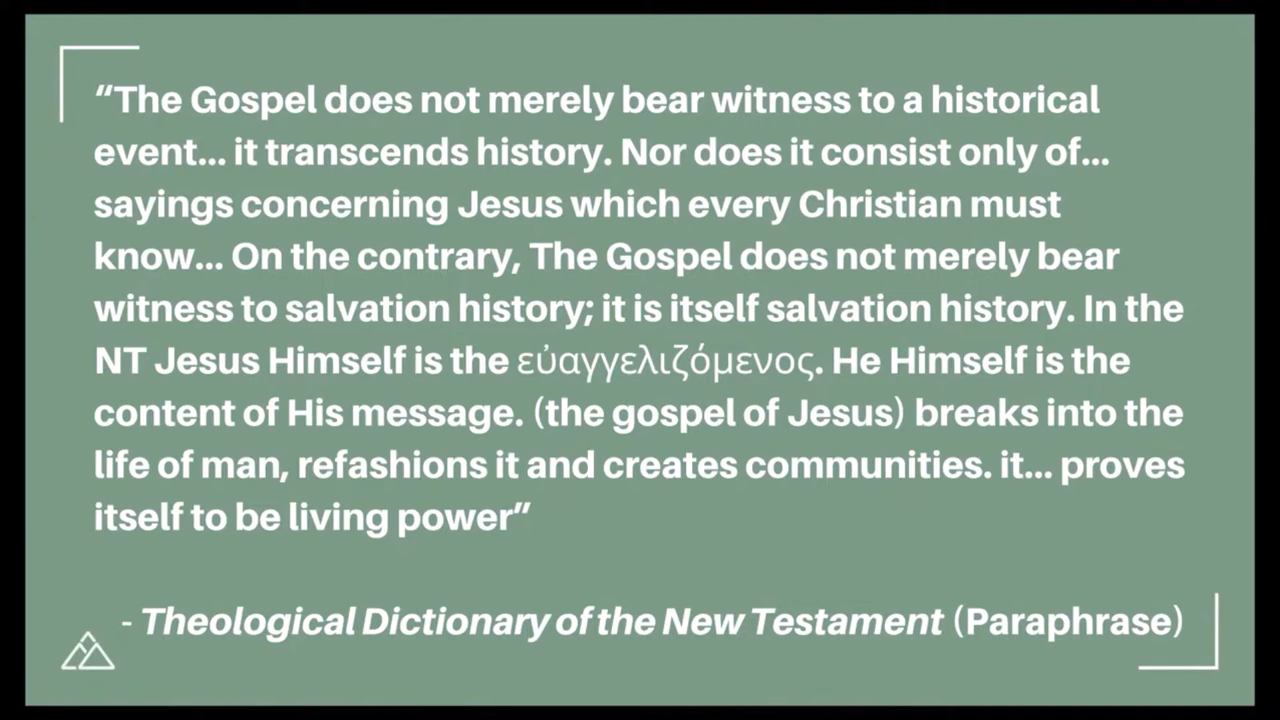 “The Gospel does not merely bear witness to a historical
event... it transcends history. Nor does it consist only of...
sayings concerning Jesus which every Christian must
know... On the contrary, The Gospel does not merely bear
witness to salvation history; it is itself salvation history. In the
NT Jesus Himself is the εὐαγγελιζόμενος. He Himself is the
content of His message. (the gospel of Jesus) breaks into the
life of man, refashions it and creates communities. it... proves
itself to be living power”
- Theological Dictionary of the New Testament (Paraphrase)